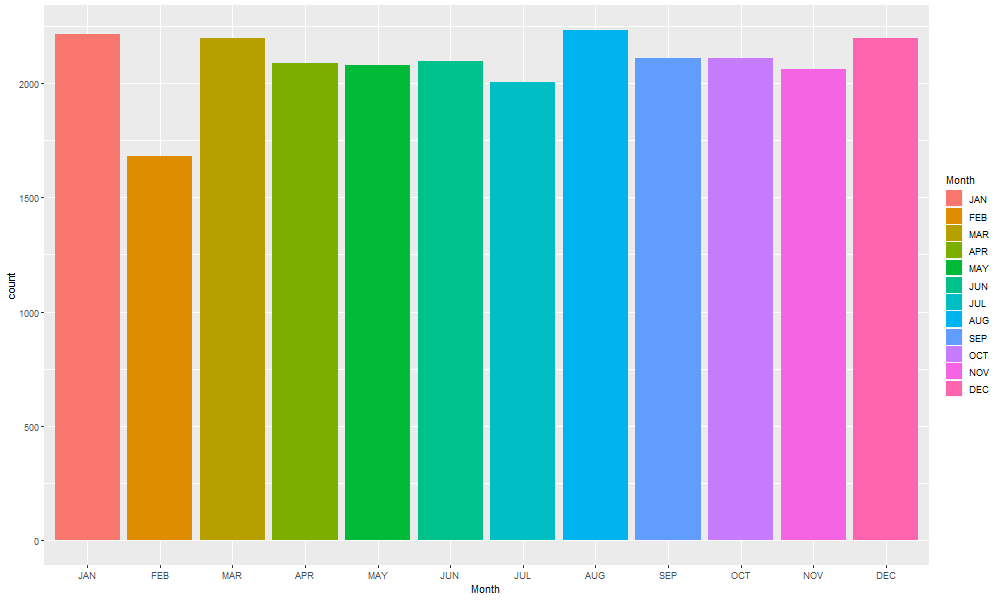 2000
1500
1000
500
0
count
JAN FEB MAR APR MAY JUN JUL AUG SEP OCT NOV DEC
Month
Month
JAN
FEB
MAR
APR
MAY
JUN
JUL
AUG
SEP
OCT
NOV
DEC